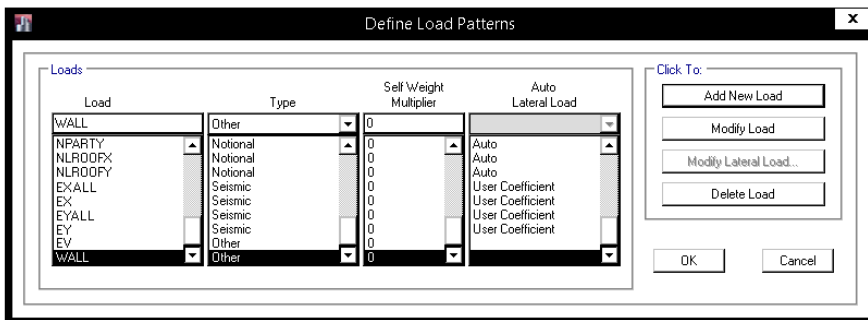 Define Load Patterns
x
Loads
Click To:
Load Type Self Weight Multiplier Auto Lateral Load
WALL Other 0
NPARTY Notional 0 Auto
NLROOFX Notional 0 Auto
NLROOFY Notional 0 Auto
EXALL Seismic 0 User Coefficient
EX Seismic 0 User Coefficient
EYALL Seismic 0 User Coefficient
EY Seismic 0 User Coefficient
EV Other 0
WALL Other 0
Add New Load
Modify Load
Modify Lateral Load...
Delete Load
OK Cancel